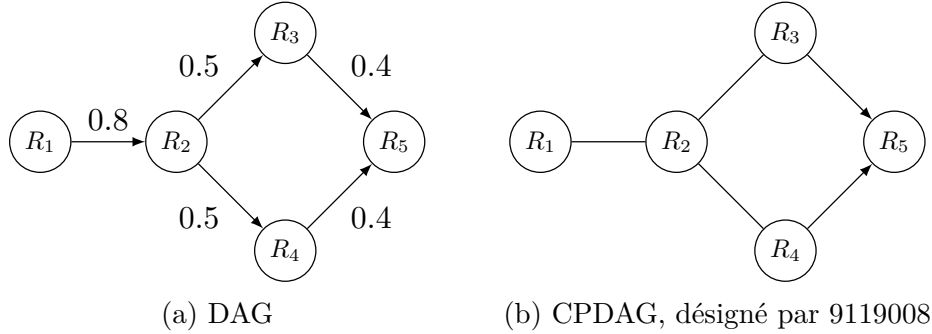 R₃ R₃
0.5 0.4
R₁ 0.8 R₂ R₅ R₁ R₂ R₅
0.5 0.4
R₄ R₄
(a) DAG
(b) CPDAG, désigné par 9119008